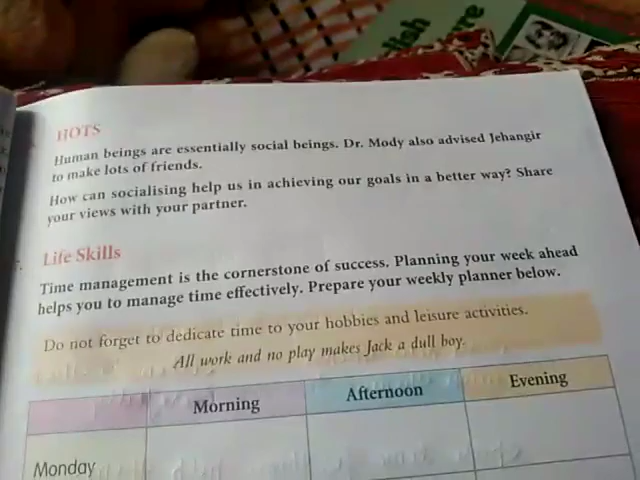 lish
HOTS
Human beings are essentially social beings. Dr. Mody also advised Jehangir
to make lots of friends.
How can socialising help us in achieving our goals in a better way? Share
your views with your partner.
Life Skills
Time management is the cornerstone of success. Planning your week ahead
helps you to manage time effectively. Prepare your weekly planner below.
Do not forget to dedicate time to your hobbies and leisure activities.
All work and no play makes Jack a dull boy.
Morning Afternoon Evening
Monday